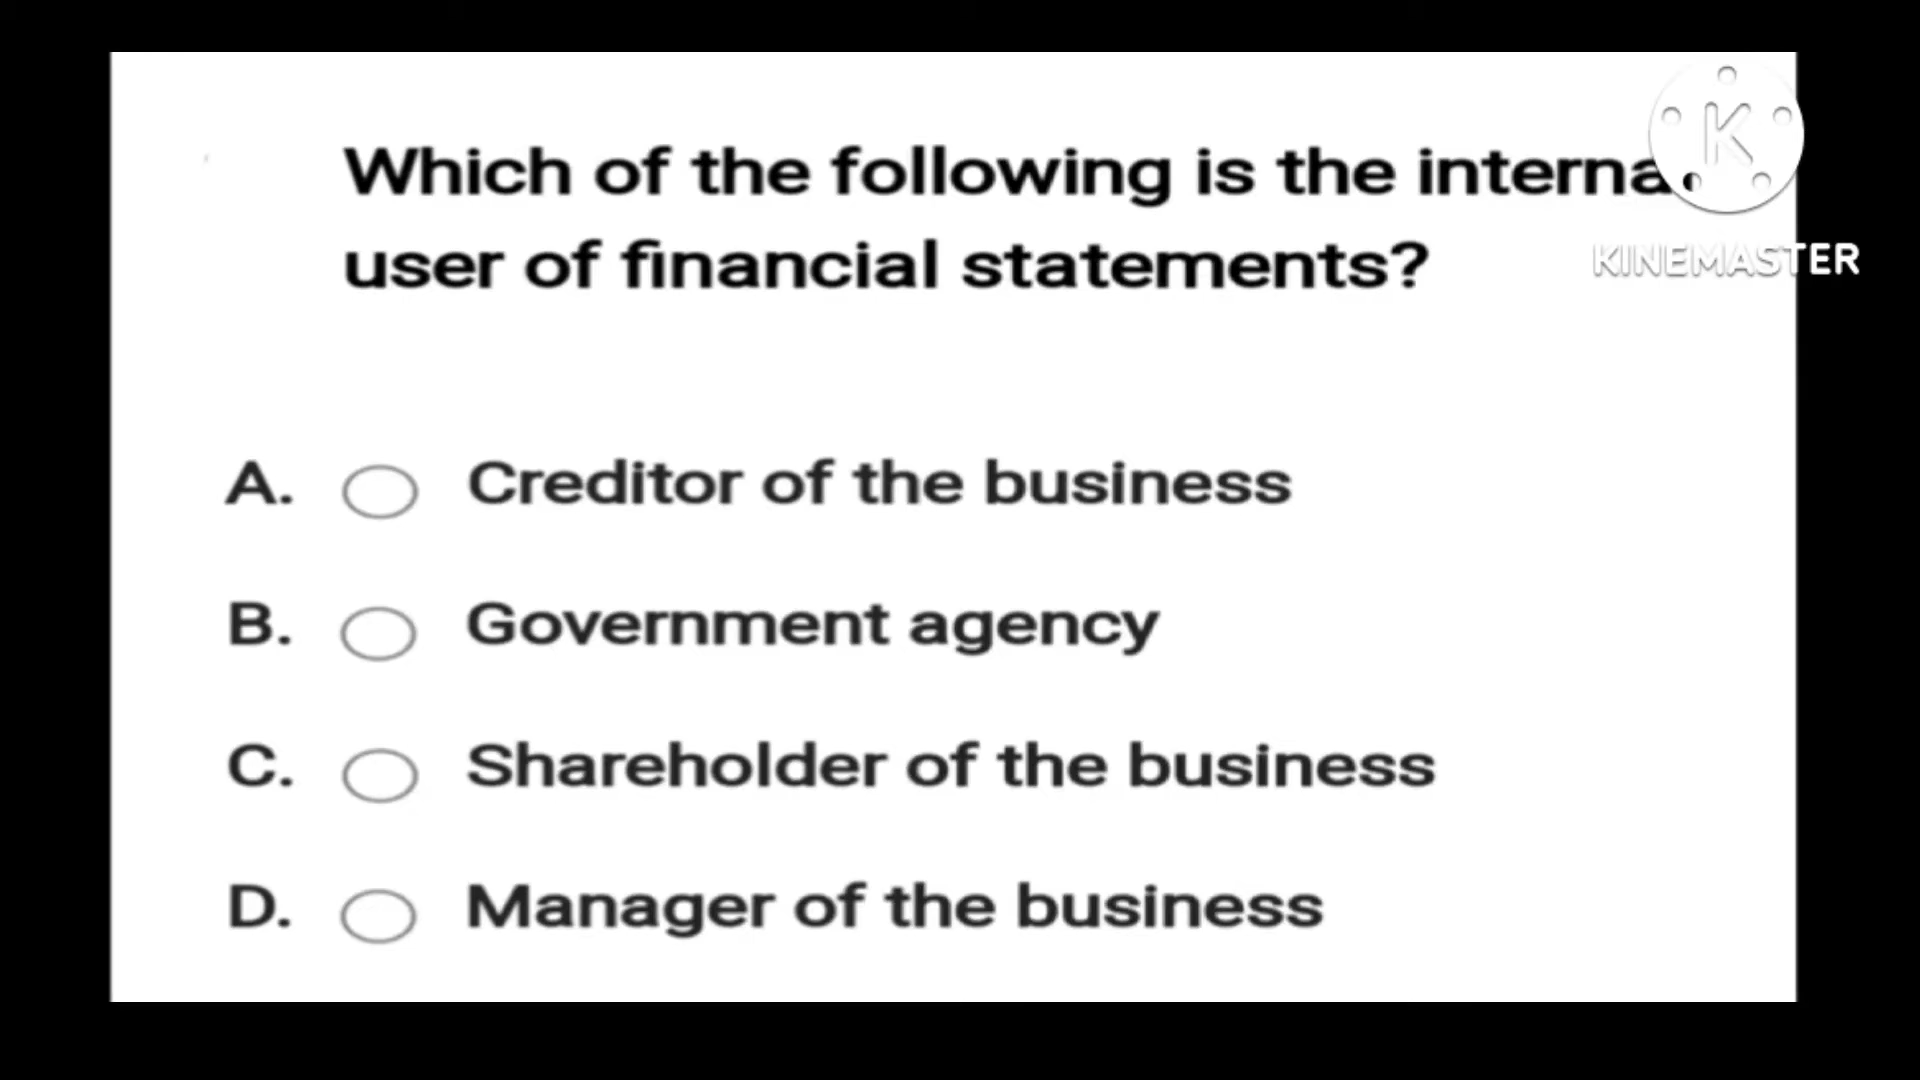 Which of the following is the interna
user of financial statements?
K
KINEMASTER
A. Creditor of the business
B. Government agency
C. Shareholder of the business
D. Manager of the business